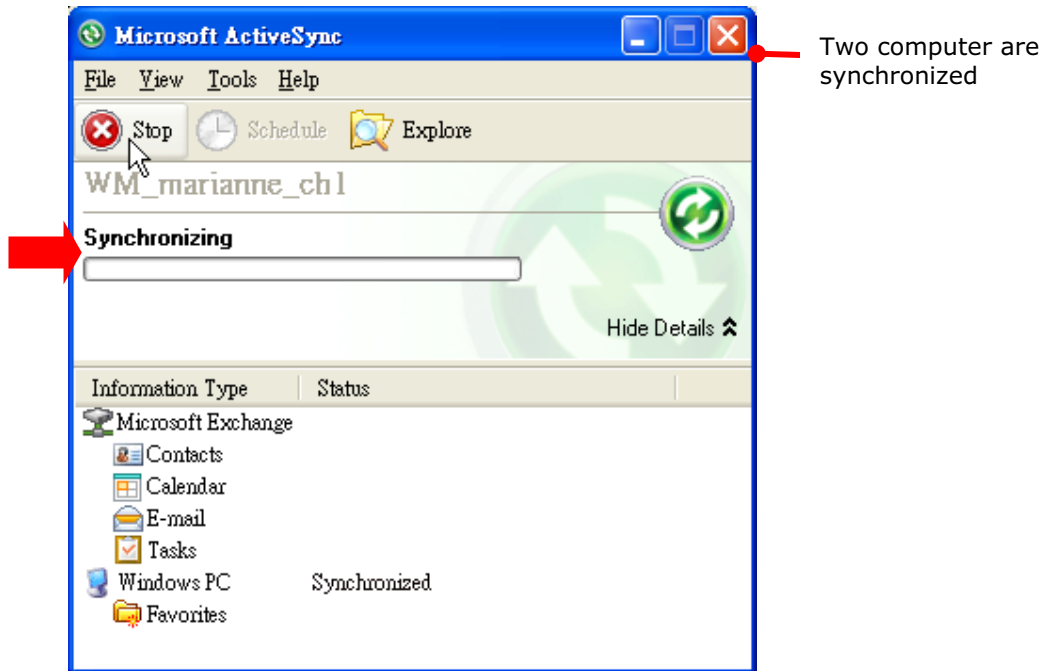 Microsoft ActiveSync
File View Tools Help
Stop Schedule Explore
WM_marianne_ch1
Synchronizing
Hide Details
Information Type Status
Microsoft Exchange
Contacts
Calendar
E-mail
Tasks
Windows PC Synchronized
Favorites
Two computer are
synchronized